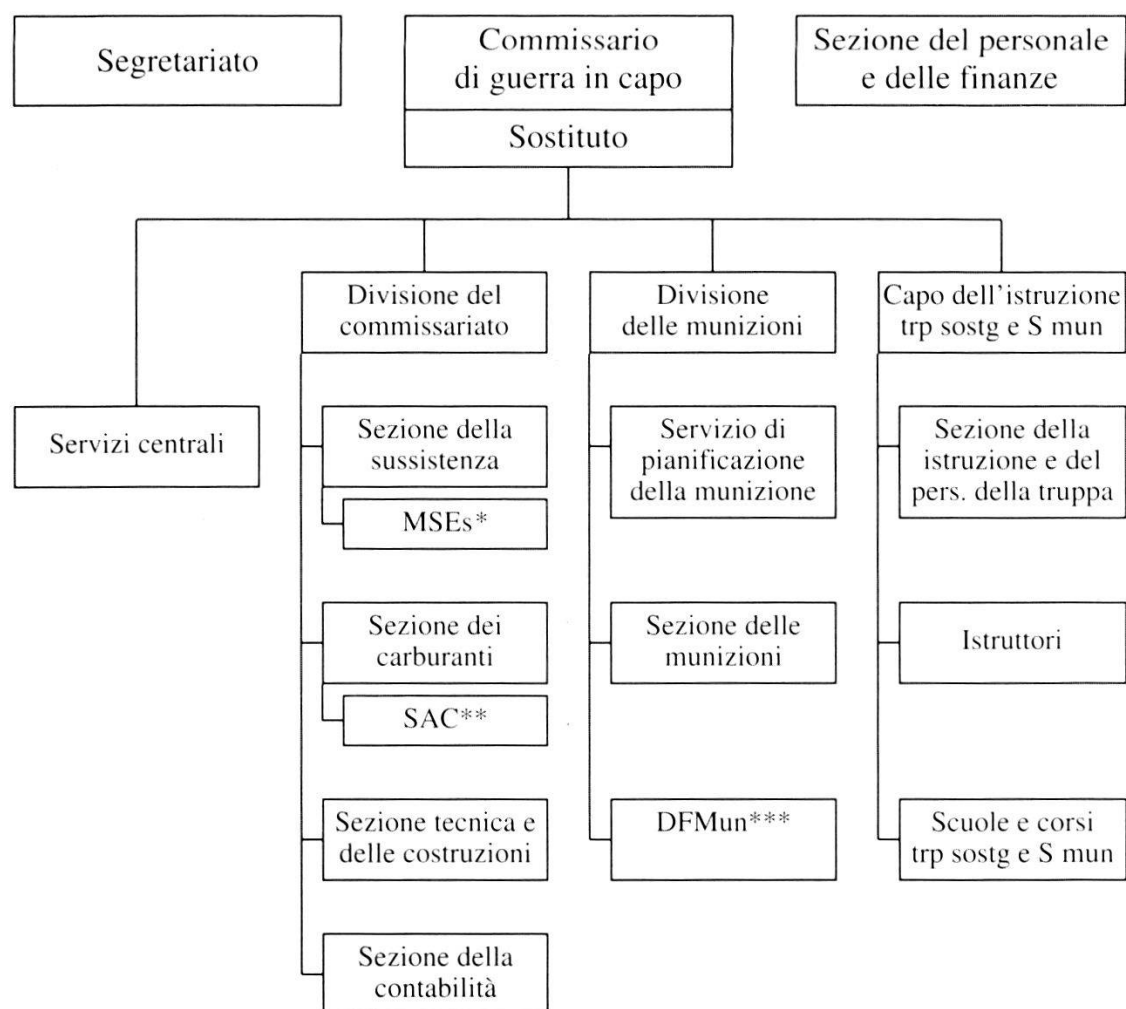 Segretariato
Commissario
di guerra in capo
Sostituto
Sezione del personale
e delle finanze
Servizi centrali
Divisione del
commissariato
Sezione della
sussistenza
MSEs*
Sezione dei
carburanti
SAC**
Sezione tecnica e
delle costruzioni
Sezione della
contabilità
Divisione
delle munizioni
Servizio di
pianificazione
della munizione
Sezione delle
munizioni
DFMun***
Capo dell'istruzione
trp sostg e S mun
Sezione della
istruzione e del
pers. della truppa
Istruttori
Scuole e corsi
trp sostg e S mun